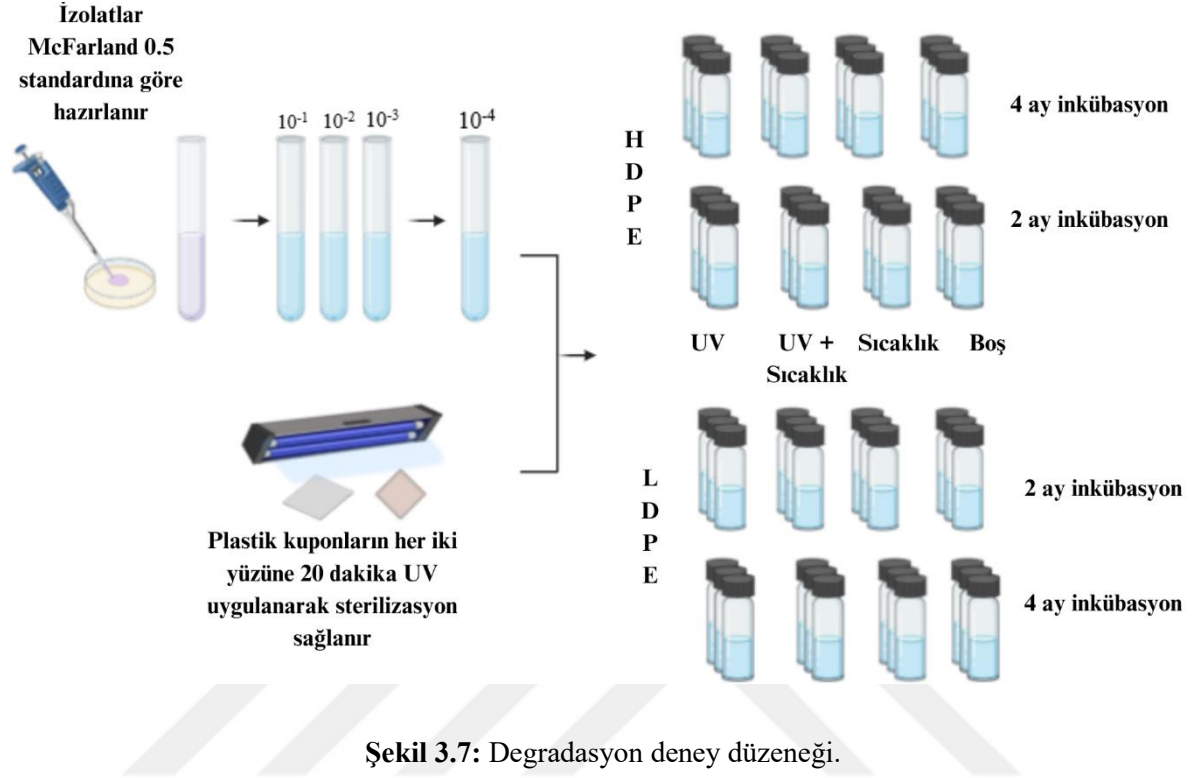 İzolatlar
McFarland 0.5
standardına göre
hazırlanır
10-1 10-2 10-3 10-4
H
D
P
E
4 ay inkübasyon
2 ay inkübasyon
UV UV + Sıcaklık Boş
Sıcaklık
Plastik kuponların her iki
yüzüne 20 dakika UV
uygulanarak sterilizasyon
sağlanır
L
D
P
E
2 ay inkübasyon
4 ay inkübasyon
Şekil 3.7: Degradasyon deney düzeneği.